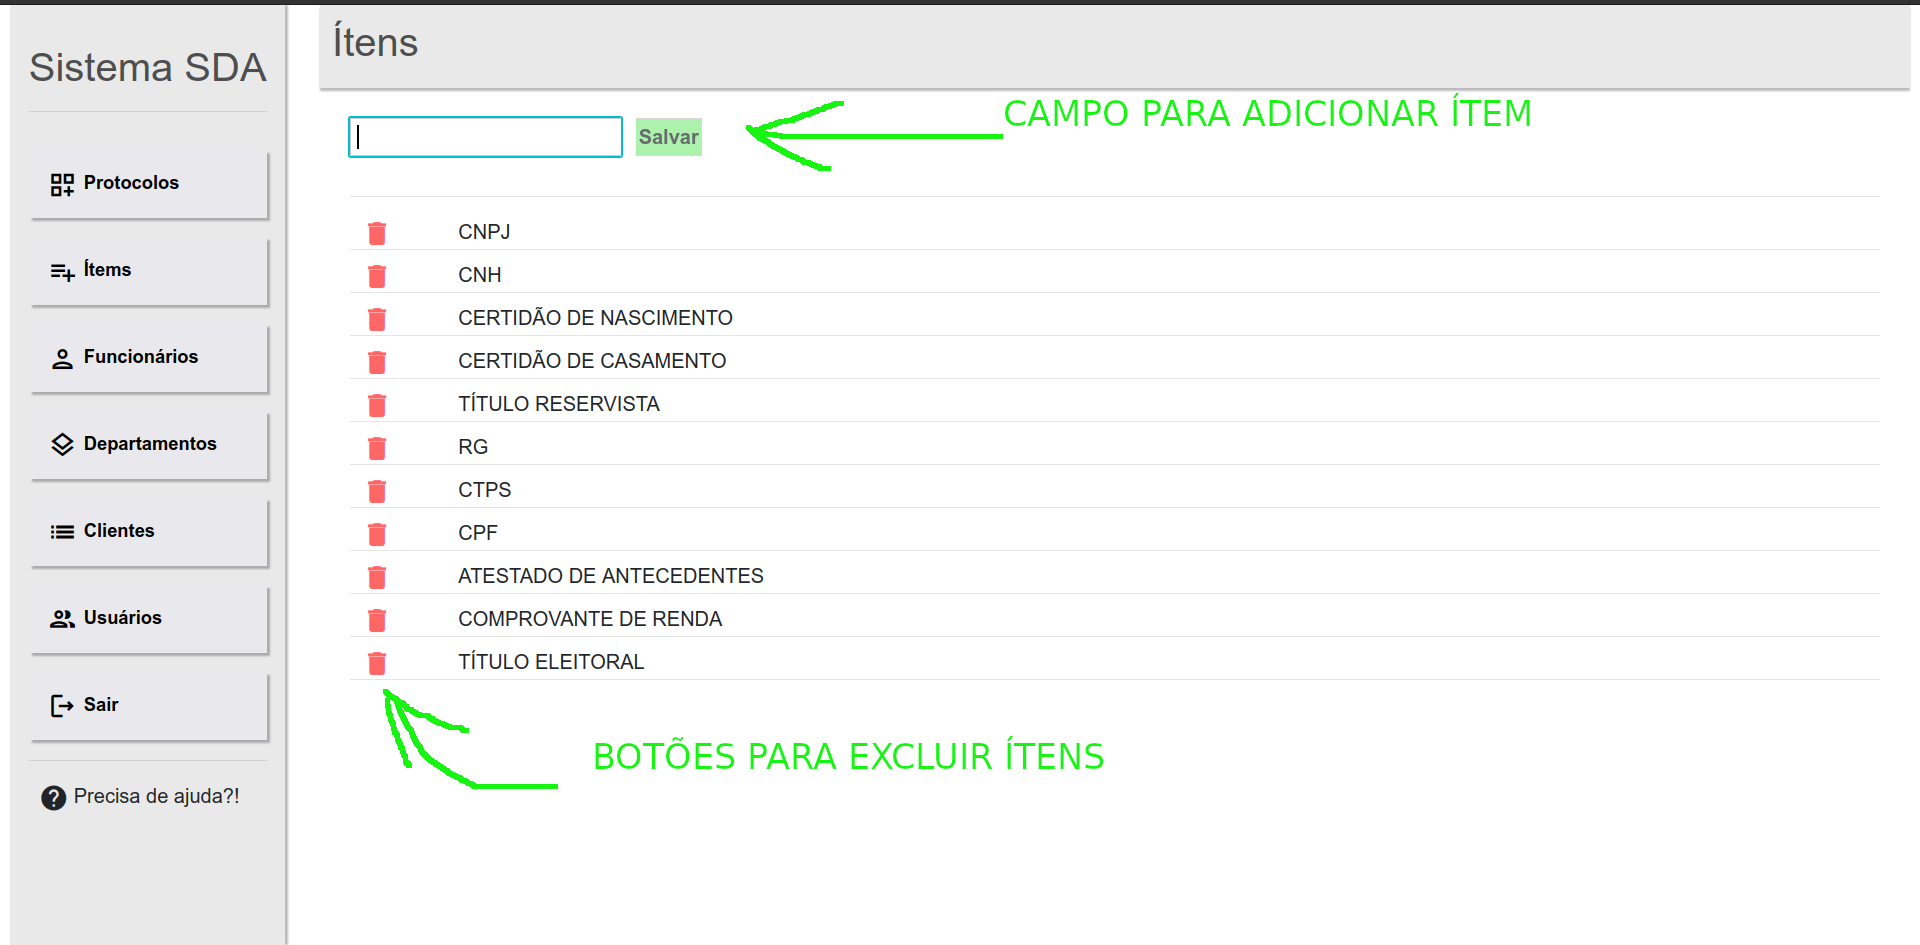 Sistema SDA
Protocolos
Ítems
Funcionários
Departamentos
Clientes
Usuários
Sair
Precisa de ajuda?!
Ítens
Salvar
CAMPO PARA ADICIONAR ÍTEM
CNPJ
CNH
CERTIDÃO DE NASCIMENTO
CERTIDÃO DE CASAMENTO
TÍTULO RESERVISTA
RG
CTPS
CPF
ATESTADO DE ANTECEDENTES
COMPROVANTE DE RENDA
TÍTULO ELEITORAL
BOTÕES PARA EXCLUIR ÍTENS